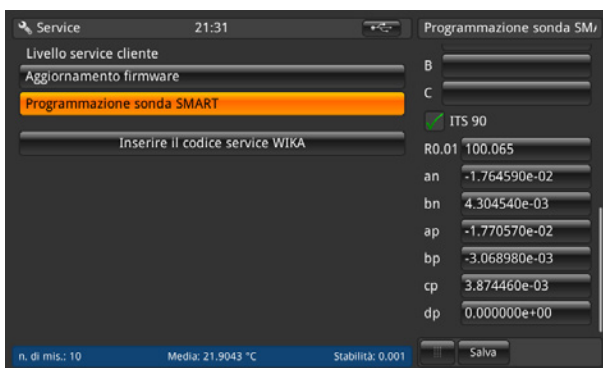 Service 21:31
Livello service cliente
Aggiornamento firmware
Programmazione sonda SMART
Inserire il codice service WIKA
n. di mis.: 10 Media: 21.9043 °C Stabilità: 0.001
Programmazione sonda SM
B
C
ITS 90
R0.01 100.065
an -1.764590e-02
bn 4.304540e-03
ap -1.770570e-02
bp -3.068980e-03
cp 3.874460e-03
dp 0.000000e+00
Salva